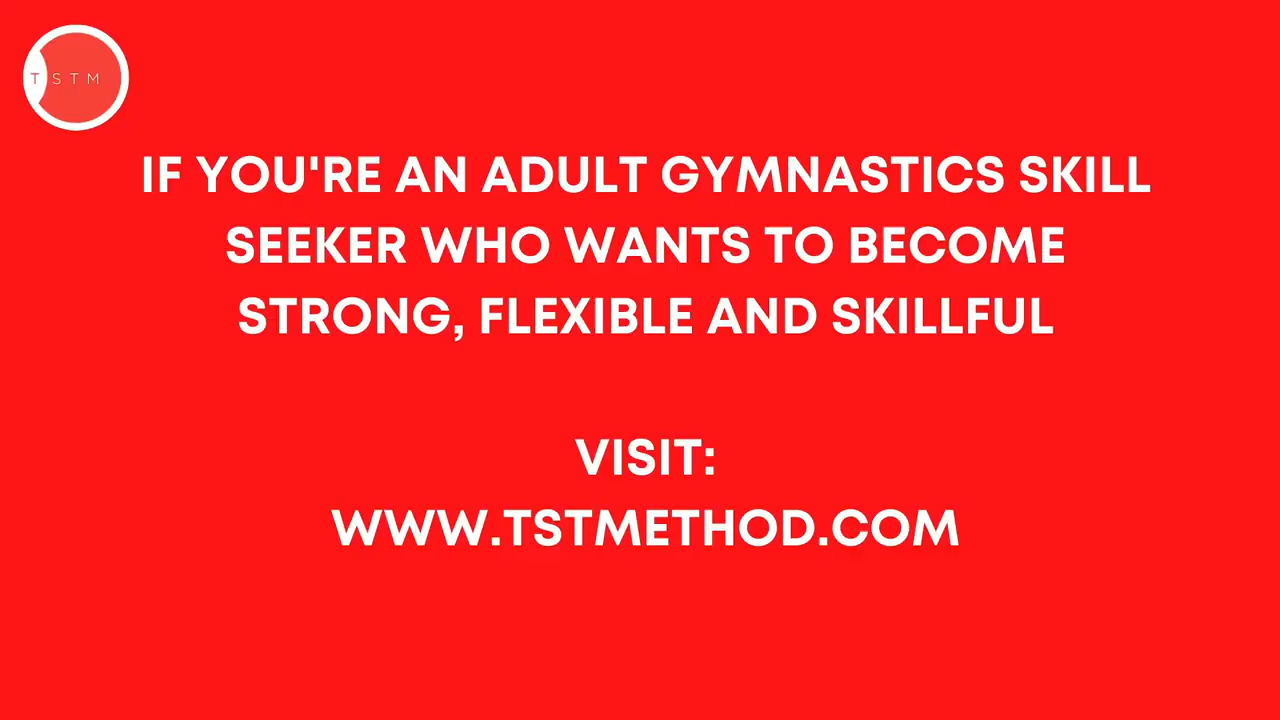 TSTM
IF YOU'RE AN ADULT GYMNASTICS SKILL
SEEKER WHO WANTS TO BECOME
STRONG, FLEXIBLE AND SKILLFUL
VISIT:
WWW.TSTMETHOD.COM